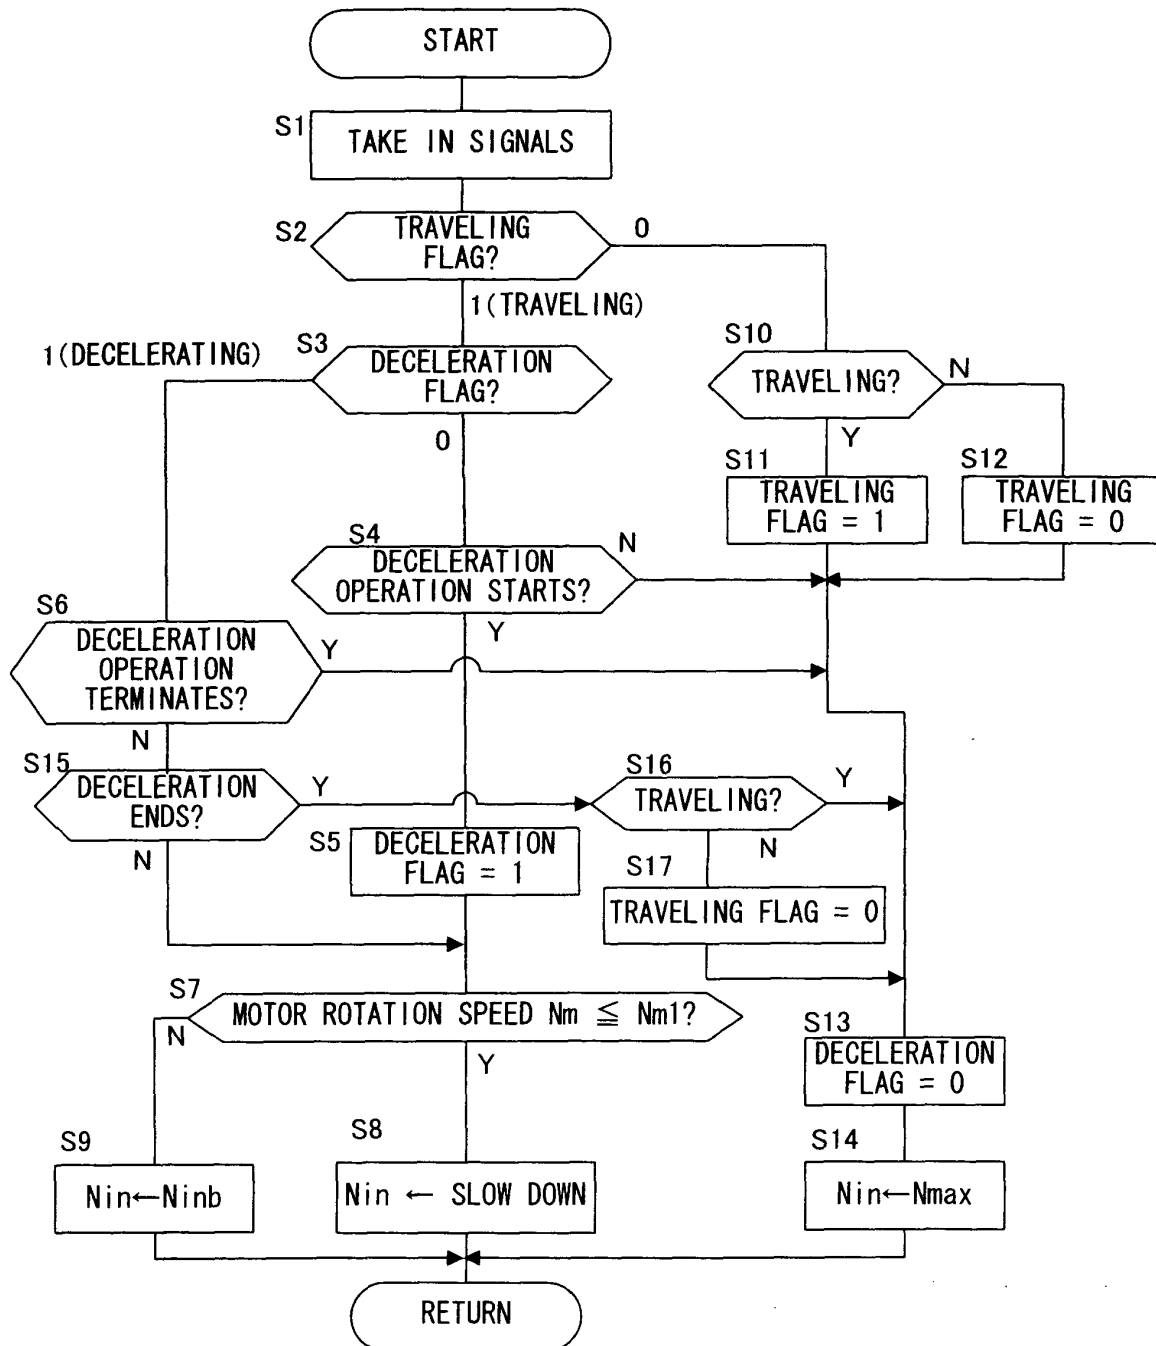 START
S1
TAKE IN SIGNALS
S2
TRAVELING
FLAG?
0
1(TRAVELING)
1(DECELERATING)
S3
DECELERATION
FLAG?
0
S10
TRAVELING?
N
Y
S11
TRAVELING
FLAG = 1
S12
TRAVELING
FLAG = 0
S4
DECELERATION
OPERATION STARTS?
N
Y
S6
DECELERATION
OPERATION
TERMINATES?
Y
N
S15
DECELERATION
ENDS?
Y
N
S16
TRAVELING?
Y
N
S5
DECELERATION
FLAG = 1
S17
TRAVELING FLAG = 0
S7
MOTOR ROTATION SPEED Nm ≦ Nm1?
N
Y
S13
DECELERATION
FLAG = 0
S9
Nin←Ninb
S8
Nin ← SLOW DOWN
S14
Nin←Nmax
RETURN